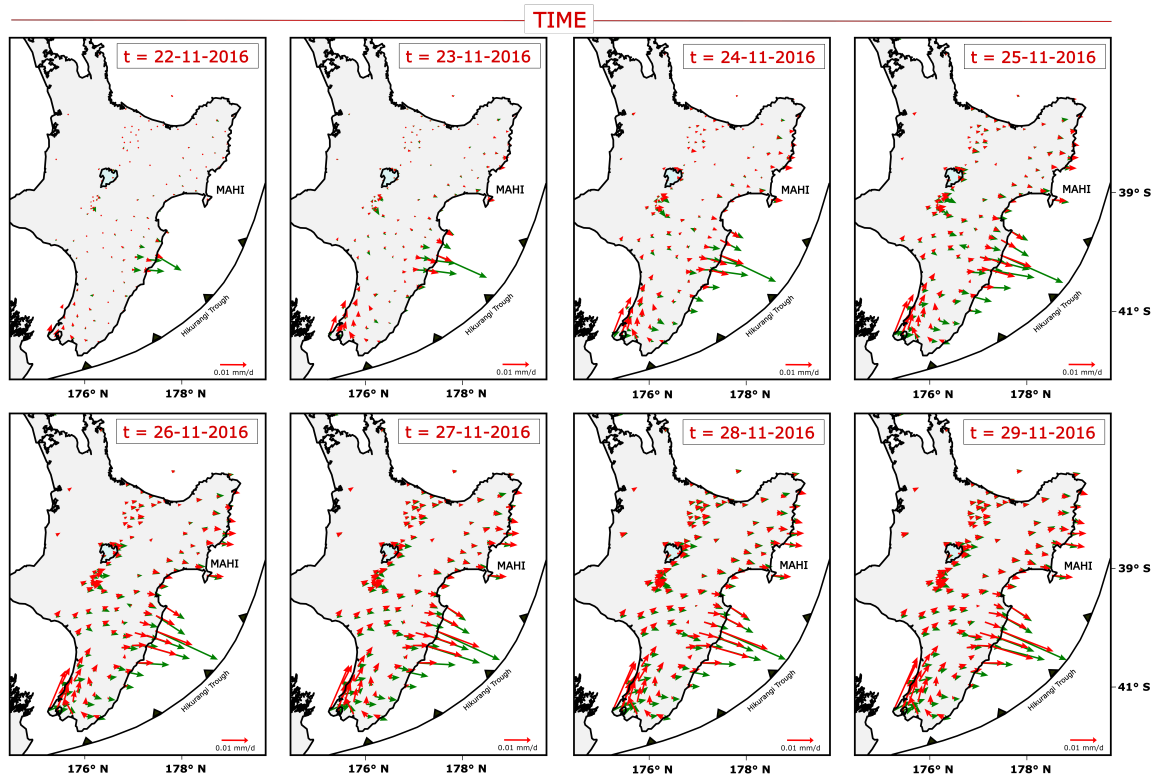 TIME
t = 22-11-2016
t = 23-11-2016
t = 24-11-2016
t = 25-11-2016
MAHI
MAHI
MAHI
MAHI
39° S
Hikurangi Trough
Hikurangi Trough
Hikurangi Trough
Hikurangi Trough
41° S
0.01 mm/d
0.01 mm/d
0.01 mm/d
0.01 mm/d
176° N
178° N
176° N
178° N
176° N
178° N
176° N
178° N
t = 26-11-2016
t = 27-11-2016
t = 28-11-2016
t = 29-11-2016
MAHI
MAHI
MAHI
MAHI
39° S
Hikurangi Trough
Hikurangi Trough
Hikurangi Trough
Hikurangi Trough
41° S
0.01 mm/d
0.01 mm/d
0.01 mm/d
0.01 mm/d
176° N
178° N
176° N
178° N
176° N
178° N
176° N
178° N